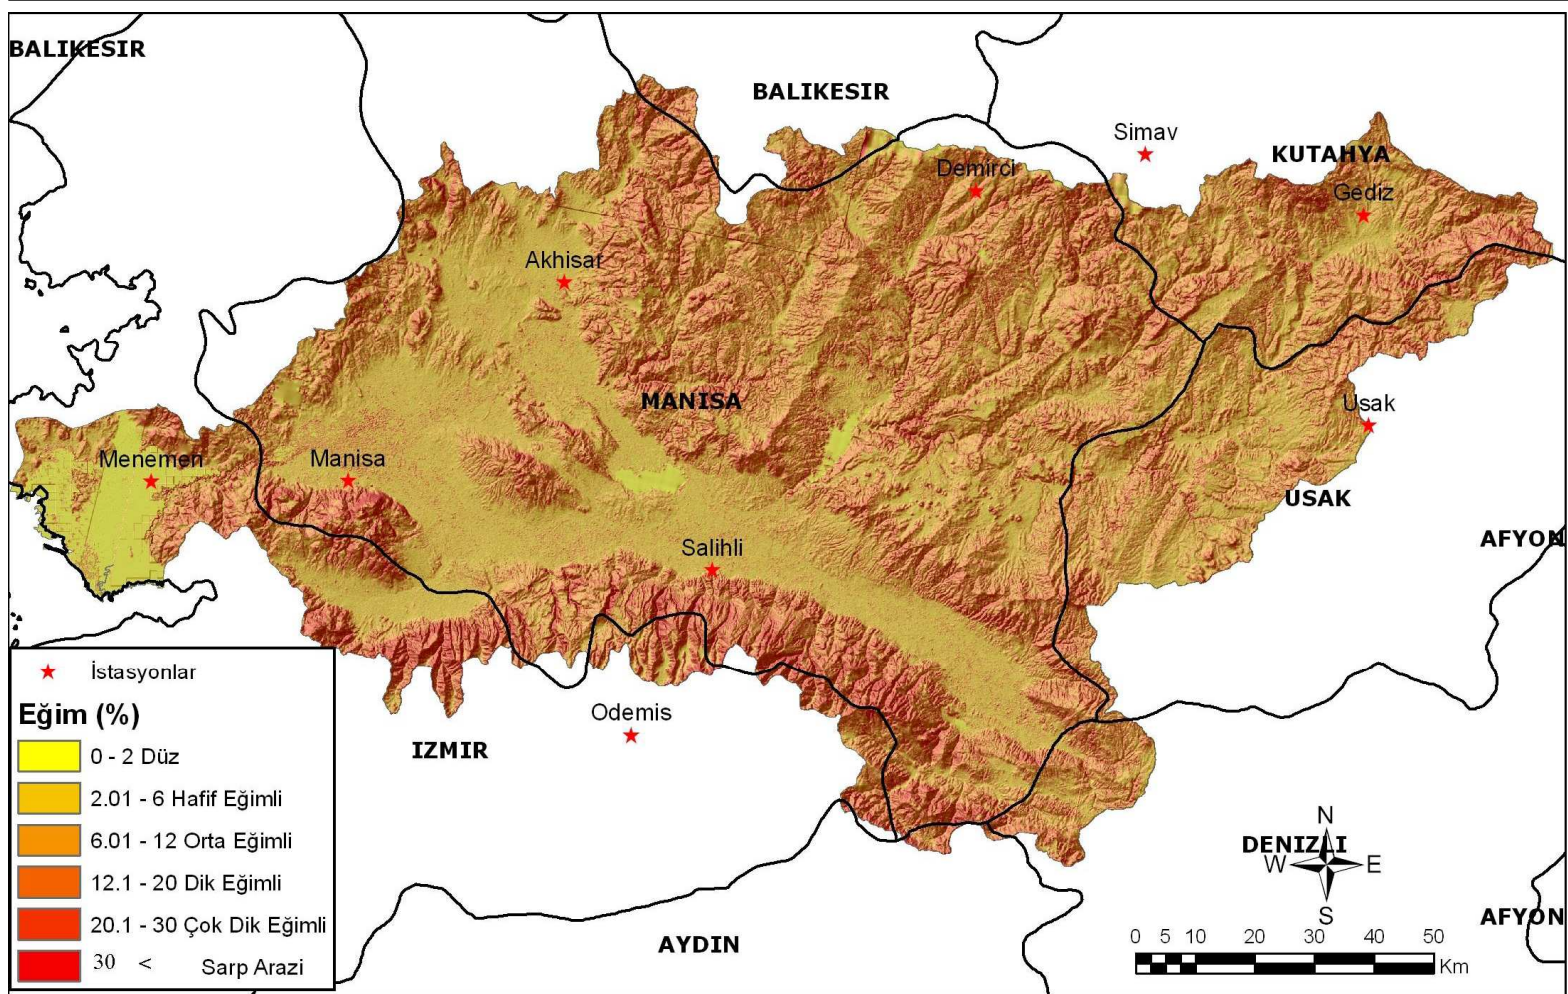 BALIKESIR
BALIKESIR
Simav
KUTAHYA
Demirci
Gediz
Akhisar
MANISA
Usak
Menemen
Manisa
USAK
AFYON
Salihli
İstasyonlar
Eğim (%)
0 - 2 Düz
2.01 - 6 Hafif Eğimli
6.01 - 12 Orta Eğimli
12.1 - 20 Dik Eğimli
20.1 - 30 Çok Dik Eğimli
30 < Sarp Arazi
Odemis
IZMIR
AYDIN
N
DENIZLI
W E
S
AFYON
0 5 10 20 30 40 50
Km